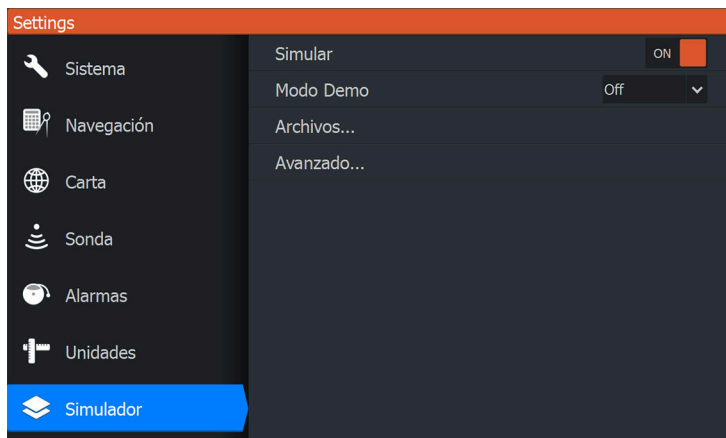 Settings
Sistema
Navegación
Carta
Sonda
Alarmas
Unidades
Simulador
Simular ON
Modo Demo Off
Archivos...
Avanzado...